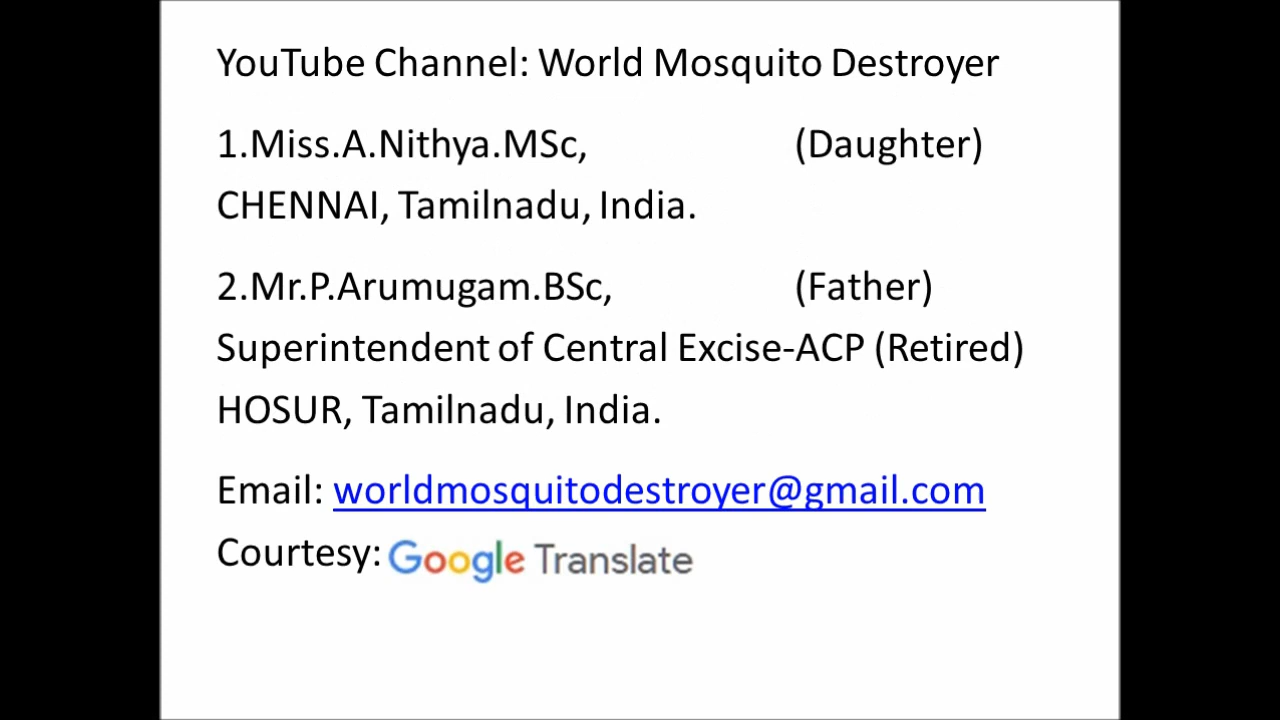 YouTube Channel: World Mosquito Destroyer
1.Miss.A.Nithya.MSc, (Daughter)
CHENNAI, Tamilnadu, India.
2.Mr.P.Arumugam.BSc, (Father)
Superintendent of Central Excise-ACP (Retired)
HOSUR, Tamilnadu, India.
Email: worldmosquitodestroyer@gmail.com
Courtesy: Google Translate